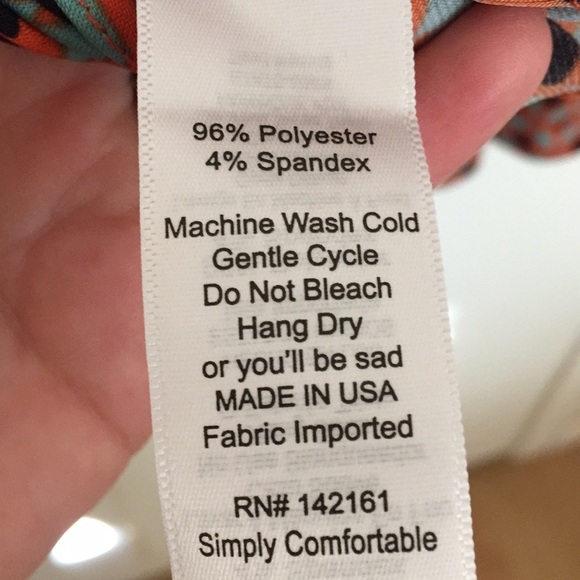 96% Polyester
4% Spandex
Machine Wash Cold
Gentle Cycle
Do Not Bleach
Hang Dry
or you'll be sad
MADE IN USA
Fabric Imported
RN# 142161
Simply Comfortable